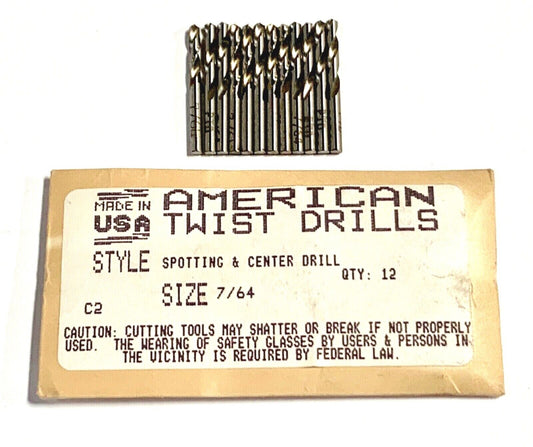 MADE IN
USA
AMERICAN
TWIST DRILLS
STYLE SPOTTING & CENTER DRILL
QTY: 12
SIZE 7/64
C2
CAUTION: CUTTING TOOLS MAY SHATTER OR BREAK IF NOT PROPERLY
USED. THE WEARING OF SAFETY GLASSES BY USERS & PERSONS IN
THE VICINITY IS REQUIRED BY FEDERAL LAW.